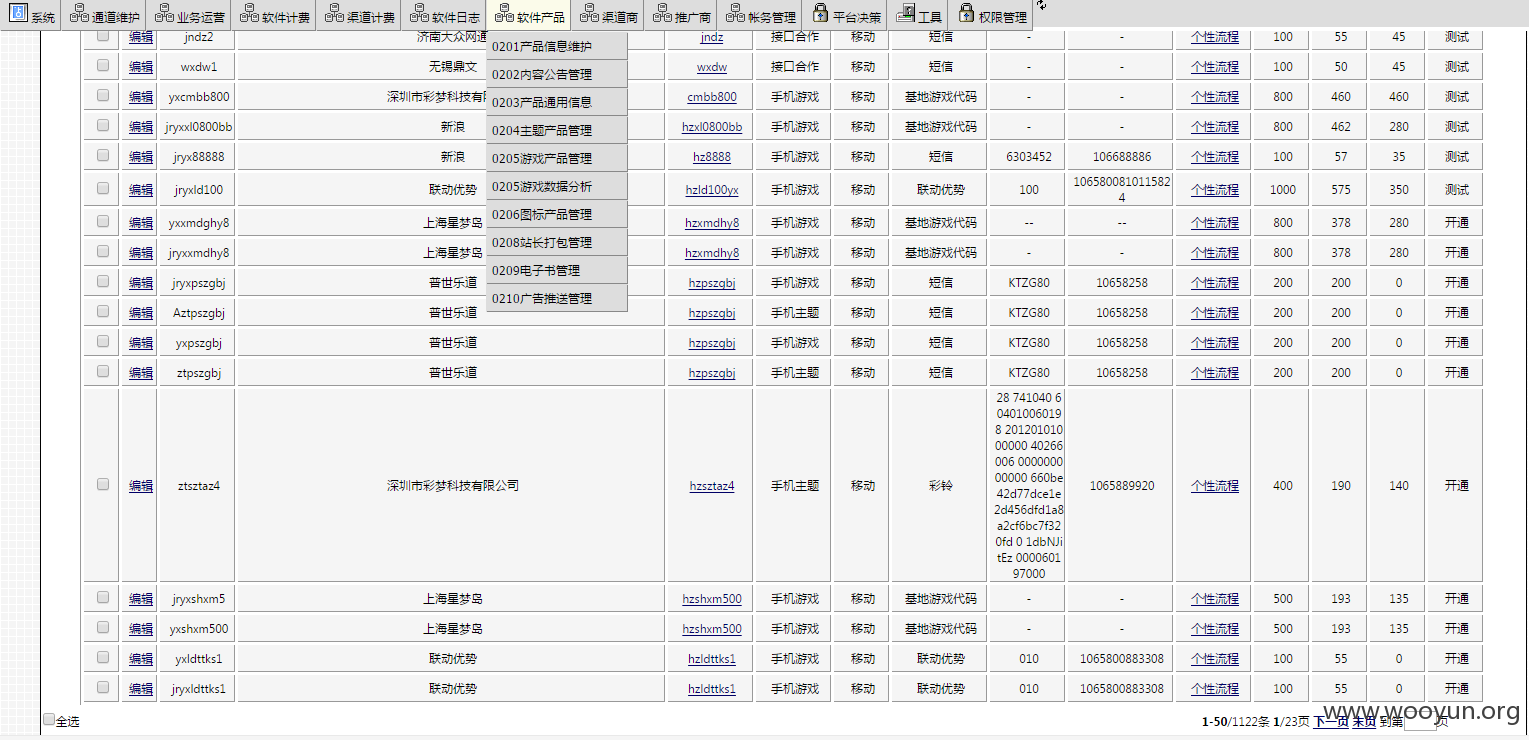 系统 通道维护 业务运营 软件计费 渠道计费 软件日志 软件产品 渠道商 推广商 帐务管理 平台决策 工具 权限管理
编辑 jndz2 济南大众网通 jndz 接口合作 移动 短信 - - 个性流程 100 55 45 测试
0201产品信息维护
编辑 wxdw1 无锡鼎文 wxdw 接口合作 移动 短信 - - 个性流程 100 50 45 测试
0202内容公告管理
编辑 yxcmbb800 深圳市彩梦科技有 cmbb800 手机游戏 移动 基地游戏代码 - - 个性流程 800 460 460 测试
0203产品通用信息
编辑 jryxxl0800bb 新浪 hzxl0800bb 手机游戏 移动 基地游戏代码 - - 个性流程 800 462 280 测试
0204主题产品管理
编辑 jryx88888 新浪 hz8888 手机游戏 移动 短信 6303452 106688886 个性流程 100 57 35 测试
0205游戏产品管理
编辑 jryxld100 联动优势 hzld100yx 手机游戏 移动 联动优势 100 106580081011582 个性流程 1000 575 350 测试
4
0205游戏数据分析
0206图标产品管理
编辑 yxxmdghy8 上海星梦岛 hzxmdhy8 手机游戏 移动 基地游戏代码 -- -- 个性流程 800 378 280 开通
0208站长打包管理
编辑 jryxxmdhy8 上海星梦岛 hzxmdhy8 手机游戏 移动 基地游戏代码 - - 个性流程 800 378 280 开通
0209电子书管理
编辑 jryxpszgbj 普世乐道 hzpszgbj 手机游戏 移动 短信 KTZG80 10658258 个性流程 200 200 0 开通
0210广告推送管理
编辑 Aztpszgbj 普世乐道 hzpszgbj 手机主题 移动 短信 KTZG80 10658258 个性流程 200 200 0 开通
编辑 yxpszgbj 普世乐道 hzpszgbj 手机游戏 移动 短信 KTZG80 10658258 个性流程 200 200 0 开通
编辑 ztpszgbj 普世乐道 hzpszgbj 手机主题 移动 短信 KTZG80 10658258 个性流程 200 200 0 开通
28 741040 6
0401006019
8 201201010
00000 40266
006 0000000
00000 660be
编辑 ztsztaz4 深圳市彩梦科技有限公司 hzsztaz4 手机主题 移动 彩铃 42d77dce1e 1065889920 个性流程 400 190 140 开通
2d456dfd1a8
a2cf6bc7f32
0fd 0 1dbNJi
tEz 0000601
97000
编辑 jryxshxm5 上海星梦岛 hzshxm500 手机游戏 移动 基地游戏代码 - - 个性流程 500 193 135 开通
编辑 yxshxm500 上海星梦岛 hzshxm500 手机游戏 移动 基地游戏代码 - - 个性流程 500 193 135 开通
编辑 yxldttks1 联动优势 hzldttks1 手机游戏 移动 联动优势 010 1065800883308 个性流程 100 55 0 开通
编辑 jryxldttks1 联动优势 hzldttks1 手机游戏 移动 联动优势 010 1065800883308 个性流程 100 55 0 开通
全选 1-50/1122条 1/23页 下一页 末页 到第 页
www.wooyun.org